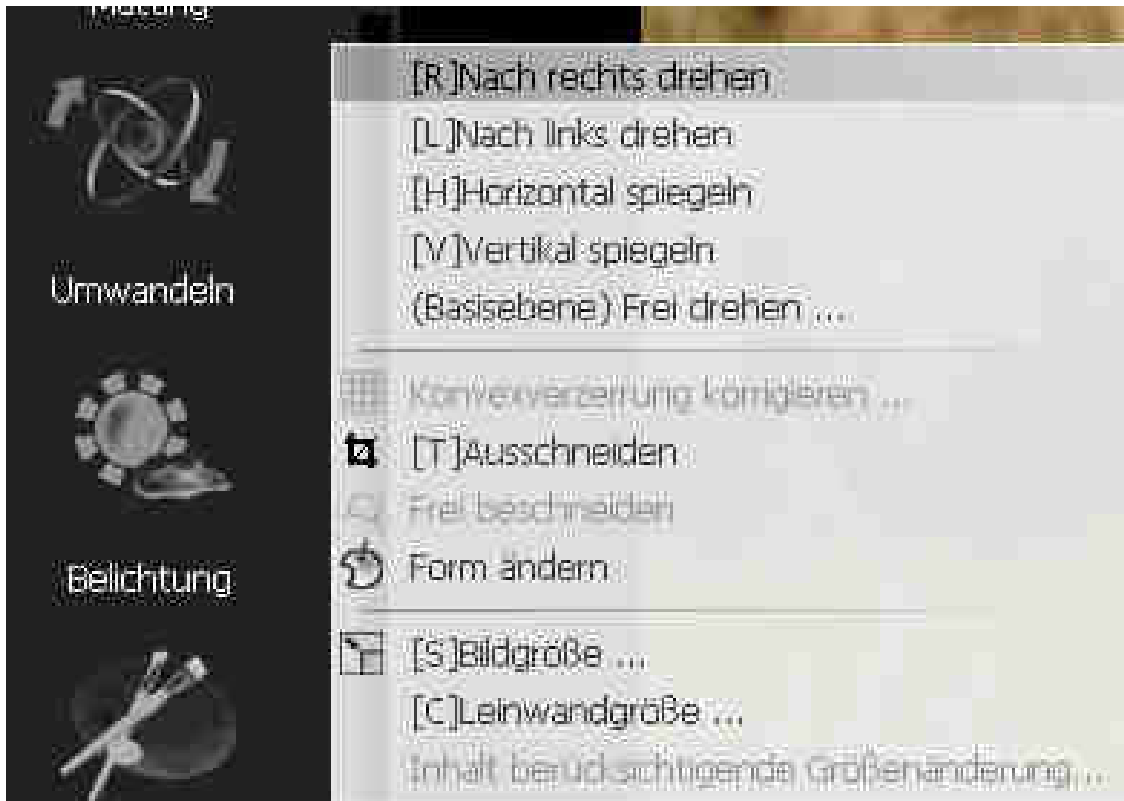 Umwandeln
Belichtung
[R]Nach rechts drehen
[L]Nach links drehen
[H]Horizontal spiegeln
[V]Vertikal spiegeln
(Basisebene) Frei drehen ...
Konvexverzerrung korrigieren ...
[T]Ausschneiden
Frei beschneiden
Form ändern
[S]Bildgröße ...
[C]Leinwandgröße ...
Inhalt berücksichtigende Größenänderung ...